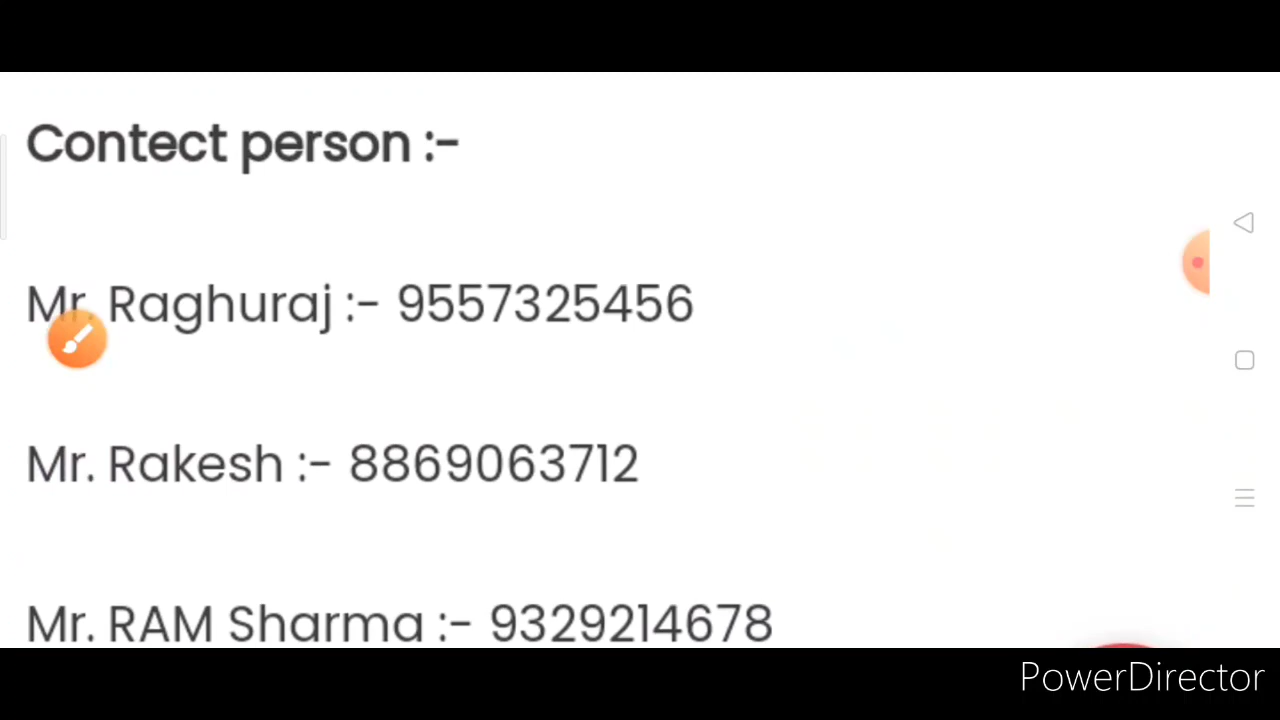 Contect person :-
Mr. Raghuraj :- 9557325456
Mr. Rakesh :- 8869063712
Mr. RAM Sharma :- 9329214678
PowerDirector